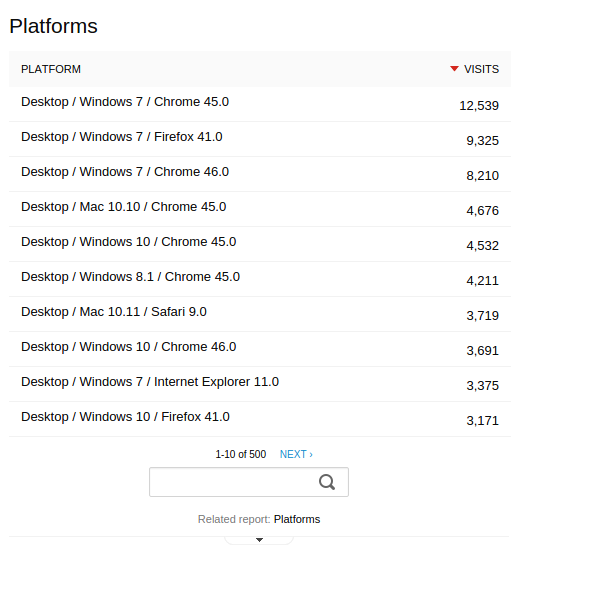 Platforms
PLATFORM VISITS
Desktop / Windows 7 / Chrome 45.0 12,539
Desktop / Windows 7 / Firefox 41.0 9,325
Desktop / Windows 7 / Chrome 46.0 8,210
Desktop / Mac 10.10 / Chrome 45.0 4,676
Desktop / Windows 10 / Chrome 45.0 4,532
Desktop / Windows 8.1 / Chrome 45.0 4,211
Desktop / Mac 10.11 / Safari 9.0 3,719
Desktop / Windows 10 / Chrome 46.0 3,691
Desktop / Windows 7 / Internet Explorer 11.0 3,375
Desktop / Windows 10 / Firefox 41.0 3,171
1-10 of 500 NEXT ›
Related report: Platforms